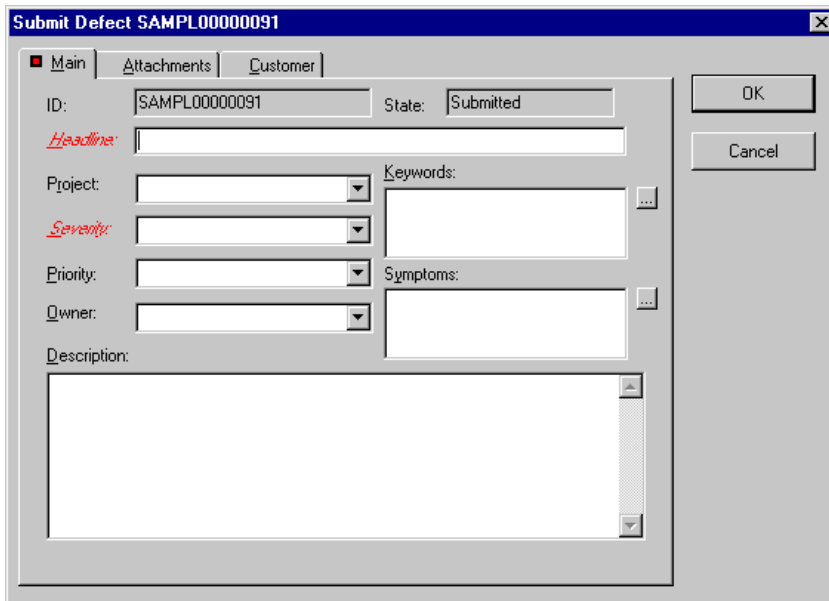 Submit Defect SAMPL00000091
Main Attachments Customer
ID: SAMPL00000091 State: Submitted
OK
Headline:
Cancel
Project: Keywords:
...
Severity:
Priority: Symptoms:
...
Owner:
Description: